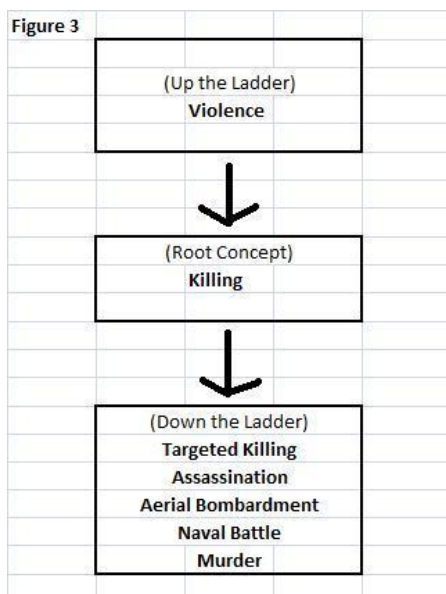 Figure 3
(Up the Ladder)
Violence
(Root Concept)
Killing
(Down the Ladder)
Targeted Killing
Assassination
Aerial Bombardment
Naval Battle
Murder